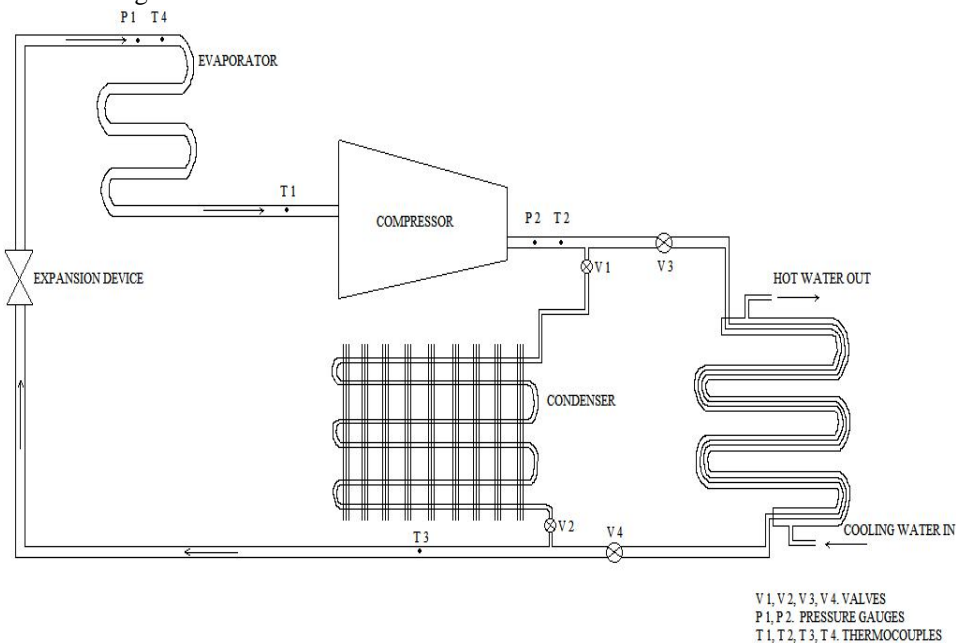 P 1 T 4
EVAPORATOR
T 1
COMPRESSOR
P 2 T 2
V 1
V 3
EXPANSION DEVICE
HOT WATER OUT
CONDENSER
V 2
V 4
COOLING WATER IN
T 3
V 1, V 2, V 3, V 4. VALVES
P 1, P 2. PRESSURE GAUGES
T 1, T 2, T 3, T 4. THERMOCOUPLES